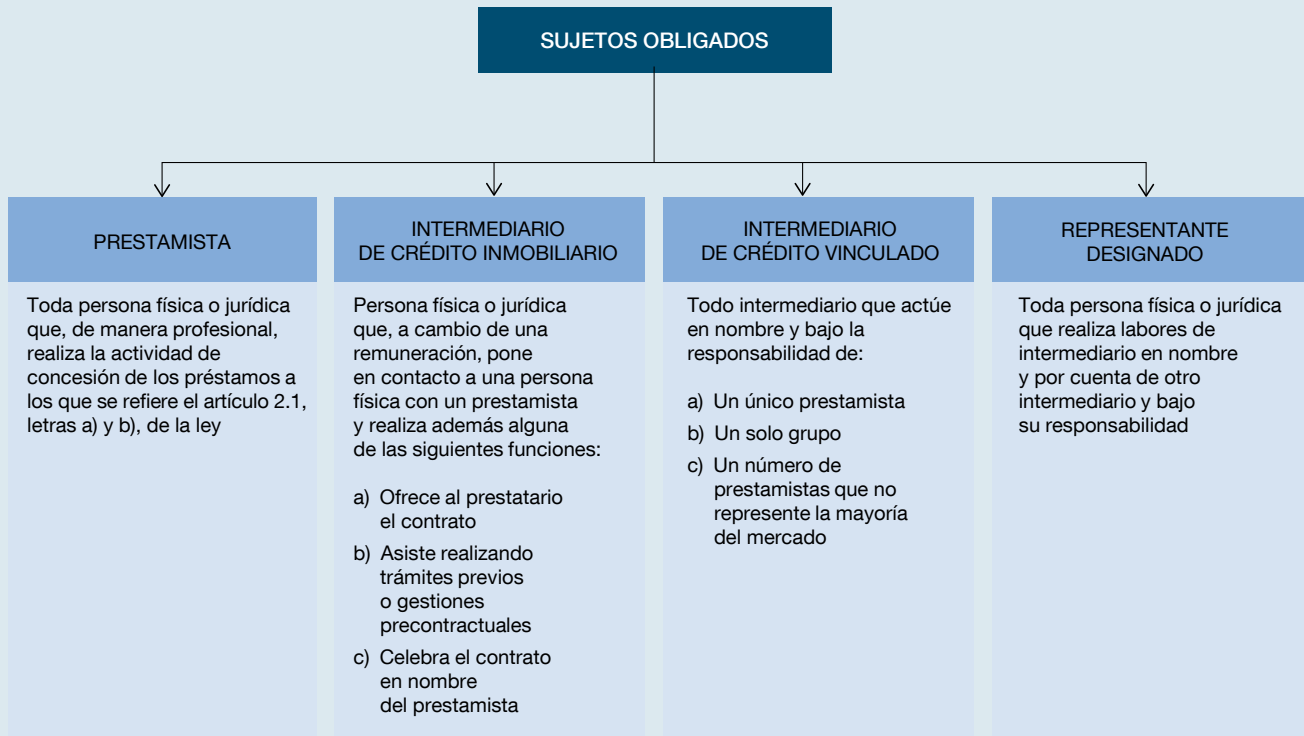 SUJETOS OBLIGADOS
PRESTAMISTA
Toda persona física o jurídica
que, de manera profesional,
realiza la actividad de
concesión de los préstamos a
los que se refiere el artículo 2.1,
letras a) y b), de la ley
INTERMEDIARIO
DE CRÉDITO INMOBILIARIO
Persona física o jurídica
que, a cambio de una
remuneración, pone
en contacto a una persona
física con un prestamista
y realiza además alguna
de las siguientes funciones:
a) Ofrece al prestatario
el contrato
b) Asiste realizando
trámites previos
o gestiones
precontractuales
c) Celebra el contrato
en nombre
del prestamista
INTERMEDIARIO
DE CRÉDITO VINCULADO
Todo intermediario que actúe
en nombre y bajo la
responsabilidad de:
a) Un único prestamista
b) Un solo grupo
c) Un número de
prestamistas que no
represente la mayoría
del mercado
REPRESENTANTE
DESIGNADO
Toda persona física o jurídica
que realiza labores de
intermediario en nombre
y por cuenta de otro
intermediario y bajo
su responsabilidad